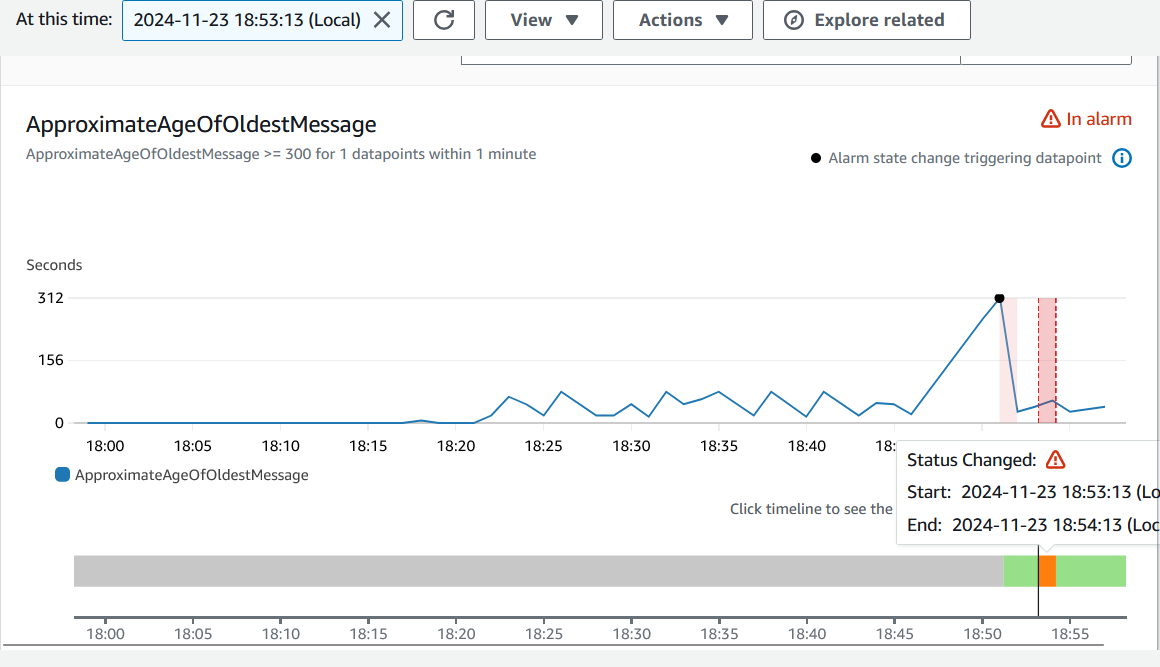 At this time: 2024-11-23 18:53:13 (Local) View Actions Explore related
ApproximateAgeOfOldestMessage
In alarm
ApproximateAgeOfOldestMessage >= 300 for 1 datapoints within 1 minute
Alarm state change triggering datapoint
Seconds
312
156
0
18:00 18:05 18:10 18:15 18:20 18:25 18:30 18:35 18:40 18:
ApproximateAgeOfOldestMessage
Click timeline to see the
Status Changed:
Start: 2024-11-23 18:53:13 (Lo
End: 2024-11-23 18:54:13 (Loc
18:00 18:05 18:10 18:15 18:20 18:25 18:30 18:35 18:40 18:45 18:50 18:55